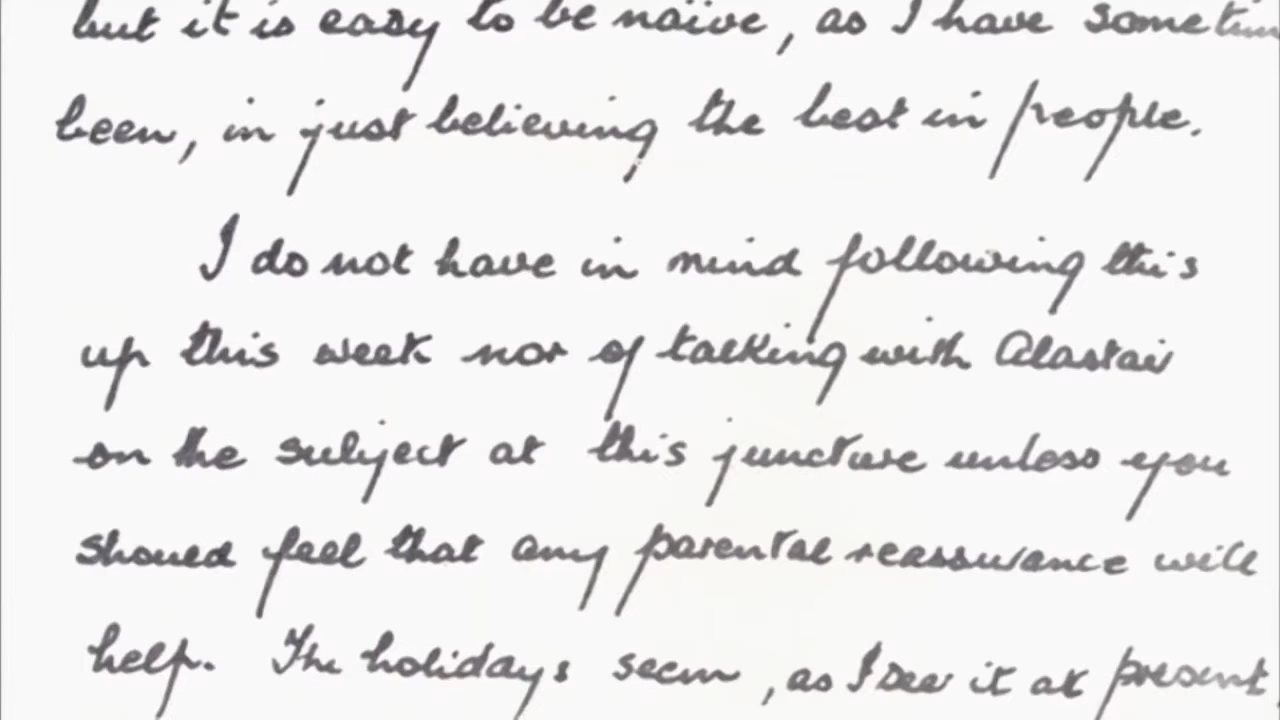 but it is easy to be naïve, as I have sometim
been, in just believing the best in people.
I do not have in mind following this
up this week nor of talking with Alastair
on the subject at this juncture unless you
should feel that any parental reassurance will
help. The holidays seem, as I see it at present,